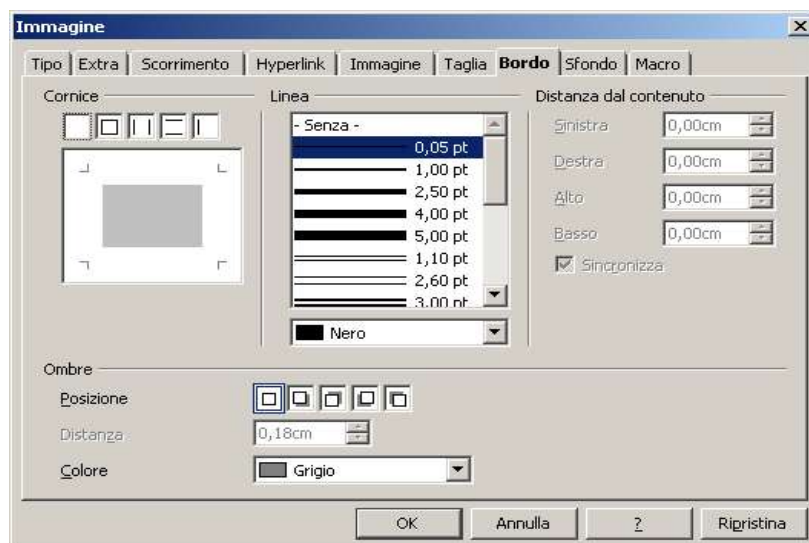 Immagine
Tipo Extra Scorrimento Hyperlink Immagine Taglia Bordo Sfondo Macro
Cornice
Linea
- Senza -
0,05 pt
1,00 pt
2,50 pt
4,00 pt
5,00 pt
1,10 pt
2,60 pt
3,00 pt
Nero
Distanza dal contenuto
Sinistra 0,00cm
Destra 0,00cm
Alto 0,00cm
Basso 0,00cm
Sincronizza
Ombre
Posizione
Distanza 0,18cm
Colore Grigio
OK Annulla ? Ripristina